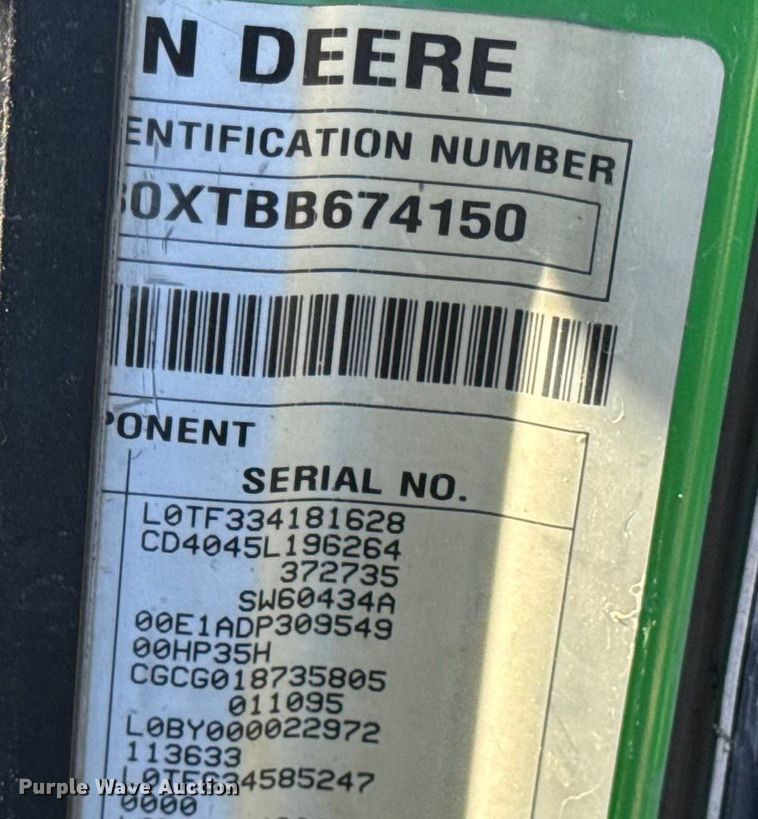 N DEERE
ENTIFICATION NUMBER
0XTBB674150
PONENT
SERIAL NO.
L0TF334181628
CD4045L196264
372735
SW60434A
00E1ADP309549
00HP35H
CGCG018735805
011095
L0BY000022972
113633
Purple Wave Auction
0000